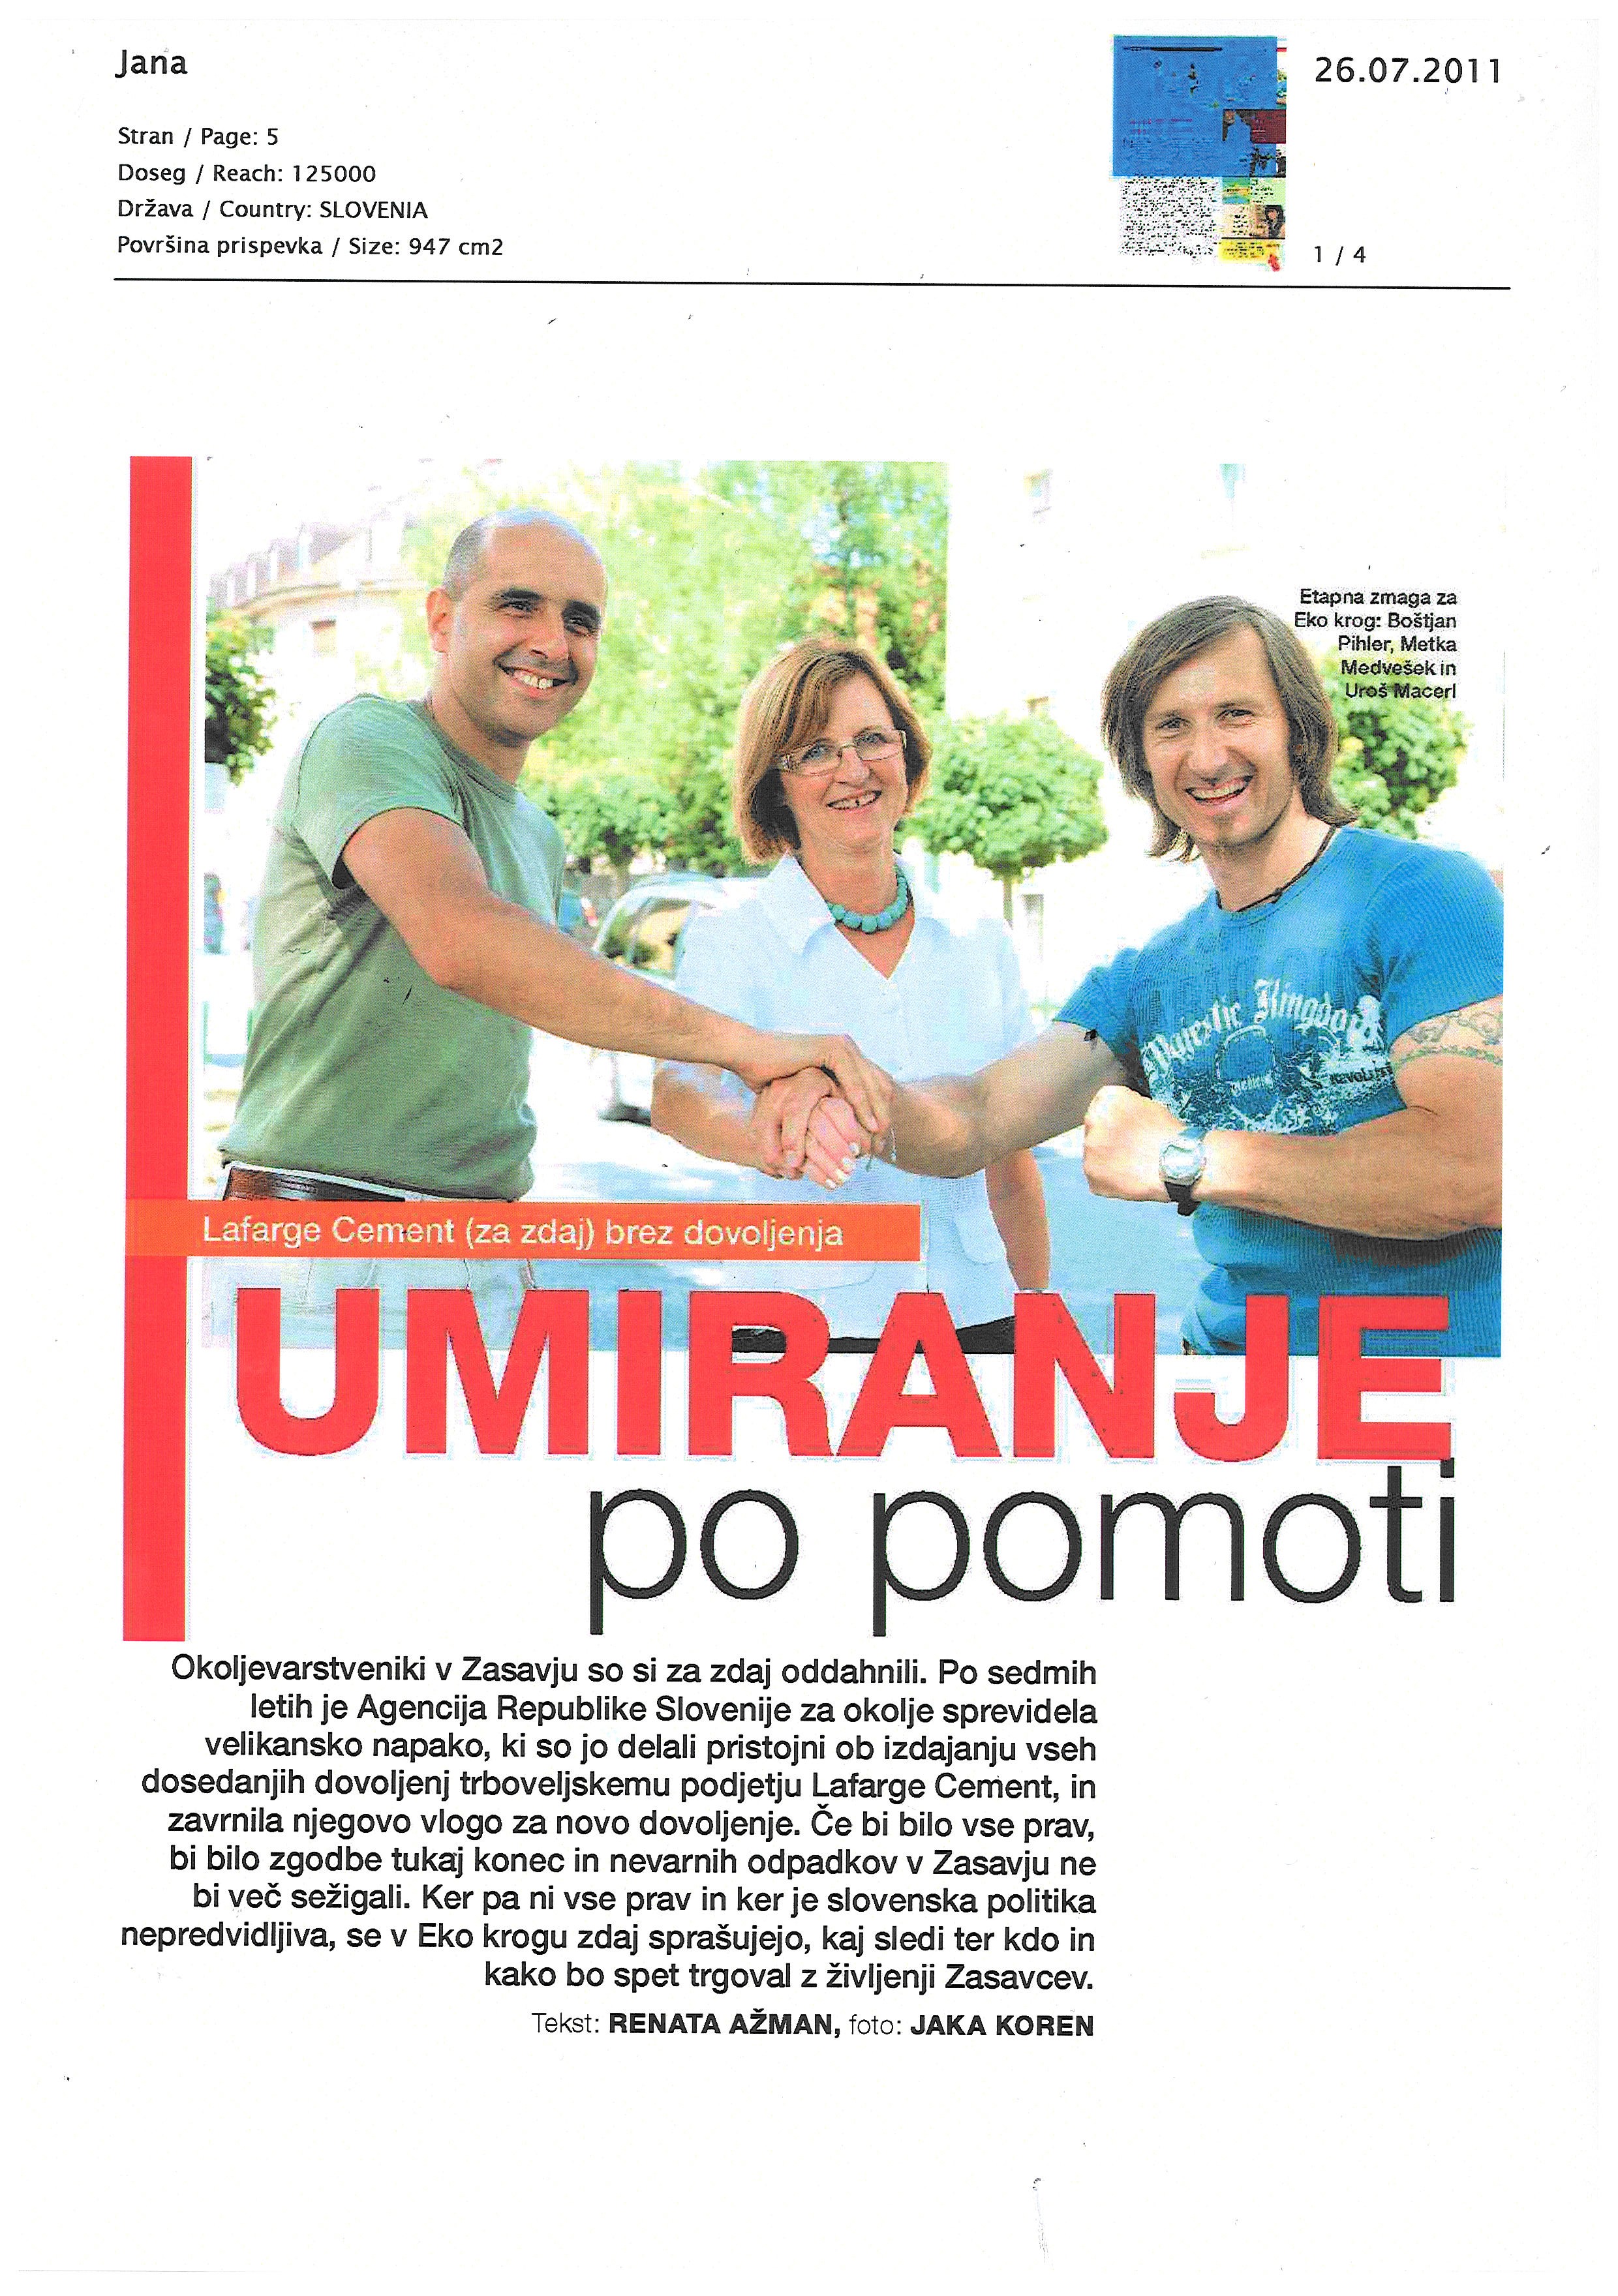 Jana
26.07.2011
Stran / Page: 5
Doseg / Reach: 125000
Država / Country: SLOVENIA
Površina prispevka / Size: 947 cm2
1 / 4
Etapna zmaga za
Eko krog: Boštjan
Pihler, Metka
Medvešek in
Uroš Macerl
Majestic Kingdom
Lafarge Cement (za zdaj) brez dovoljenja
UMIRANJE
po pomoti
Okoljevarstveniki v Zasavju so si za zdaj oddahnili. Po sedmih
letih je Agencija Republike Slovenije za okolje sprevidela
velikansko napako, ki so jo delali pristojni ob izdajanju vseh
dosedanjih dovoljenj trboveljskemu podjetju Lafarge Cement, in
zavrnila njegovo vlogo za novo dovoljenje. Če bi bilo vse prav,
bi bilo zgodbe tukaj konec in nevarnih odpadkov v Zasavju ne
bi več sežigali. Ker pa ni vse prav in ker je slovenska politika
nepredvidljiva, se v Eko krogu zdaj sprašujejo, kaj sledi ter kdo in
kako bo spet trgoval z življenji Zasavcev.
Tekst: RENATA AŽMAN, foto: JAKA KOREN